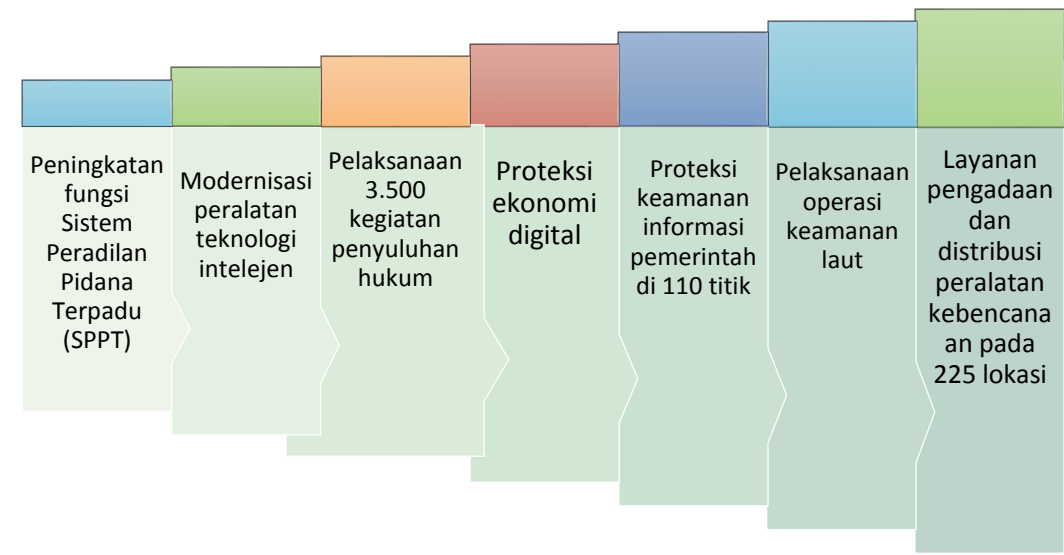 Peningkatan
fungsi
Sistem
Peradilan
Pidana
Terpadu
(SPPT)
Modernisasi
peralatan
teknologi
intelejen
Pelaksanaan
3.500
kegiatan
penyuluhan
hukum
Proteksi
ekonomi
digital
Proteksi
keamanan
informasi
pemerintah
di 110 titik
Pelaksanaan
operasi
keamanan
laut
Layanan
pengadaan
dan
distribusi
peralatan
kebencana
an pada
225 lokasi